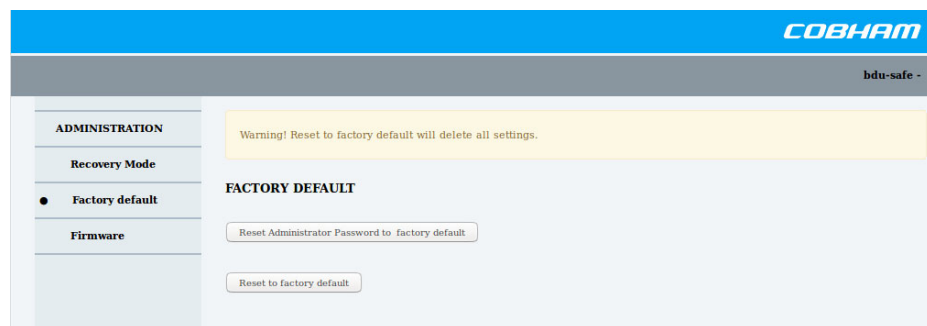 COBHAM
bdu-safe -
ADMINISTRATION
Recovery Mode
Factory default
Firmware
Warning! Reset to factory default will delete all settings.
FACTORY DEFAULT
Reset Administrator Password to factory default
Reset to factory default